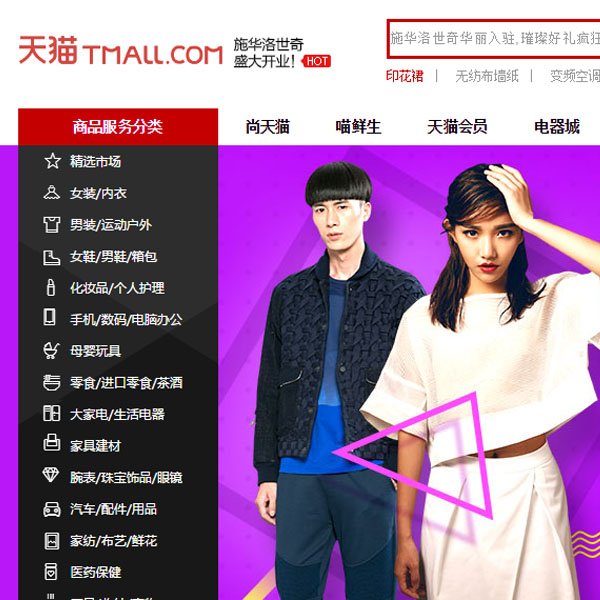 天猫 TMALL.COM
施华洛世奇
盛大开业! HOT
施华洛世奇华丽入驻,璀璨好礼疯狂
印花裙 | 无纺布墙纸 | 变频空调
商品服务分类 尚天猫 喵鲜生 天猫会员 电器城
精选市场
女装/内衣
男装/运动户外
女鞋/男鞋/箱包
化妆品/个人护理
手机/数码/电脑办公
母婴玩具
零食/进口零食/茶酒
大家电/生活电器
家具建材
腕表/珠宝饰品/眼镜
汽车/配件/用品
家纺/布艺/鲜花
医药保健